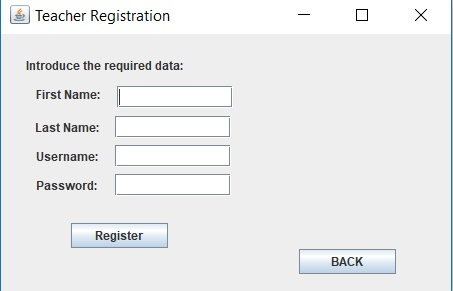 Teacher Registration
Introduce the required data:
First Name:
Last Name:
Username:
Password:
Register
BACK